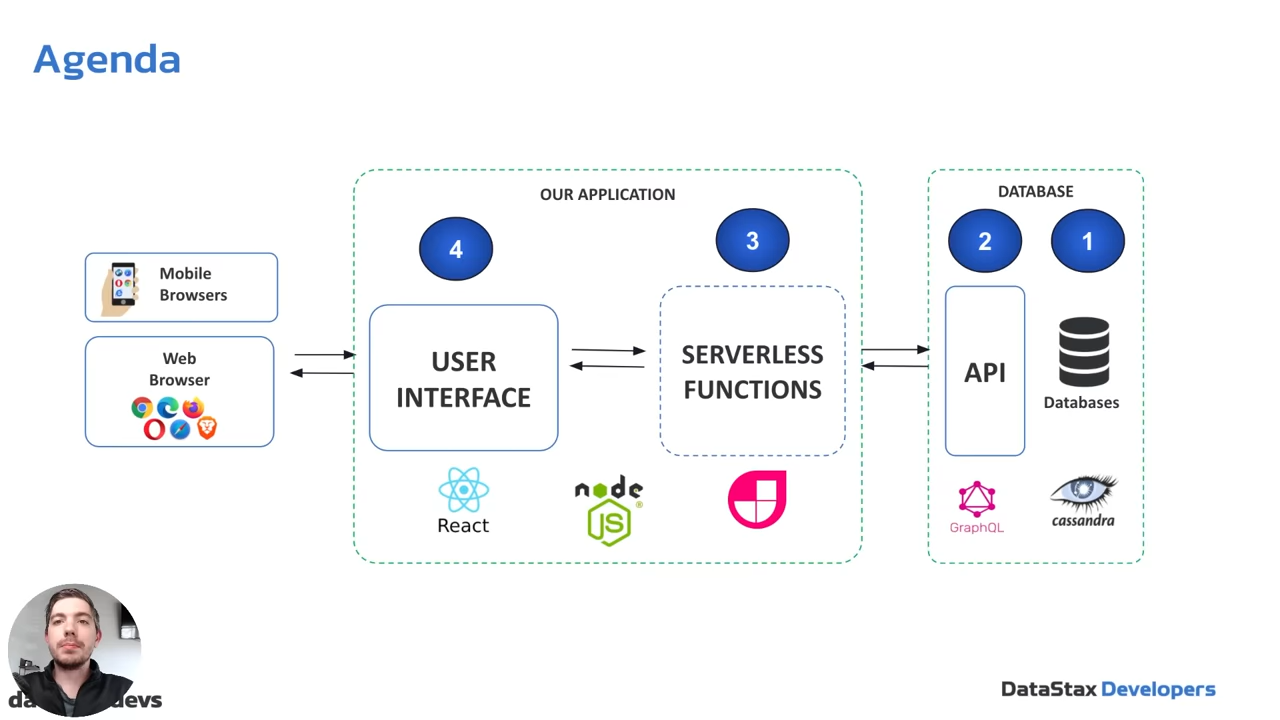 Agenda
OUR APPLICATION
DATABASE
4
3
2
1
Mobile
Browsers
Web
Browser
USER
INTERFACE
SERVERLESS
FUNCTIONS
API
Databases
React
node
JS
GraphQL
cassandra
devs
DataStax Developers